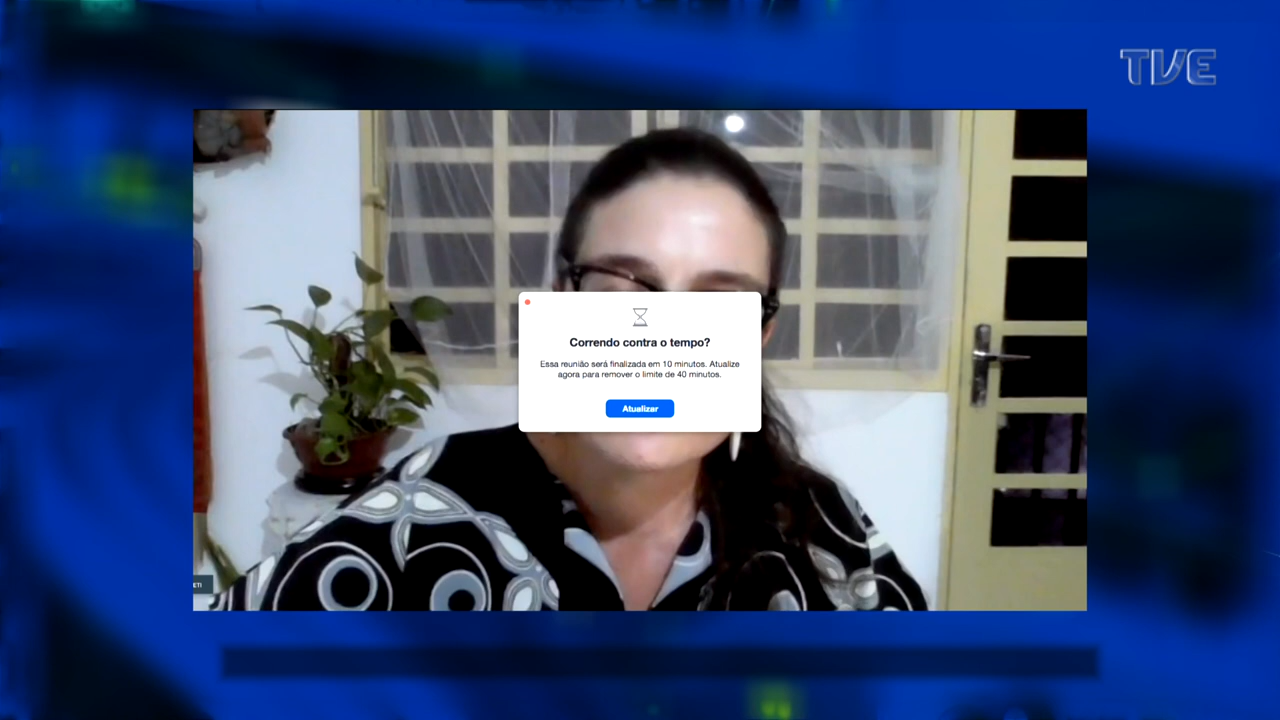 TVE
Correndo contra o tempo?
Essa reunião será finalizada em 10 minutos. Atualize
agora para remover o limite de 40 minutos.
Atualizar
ETI